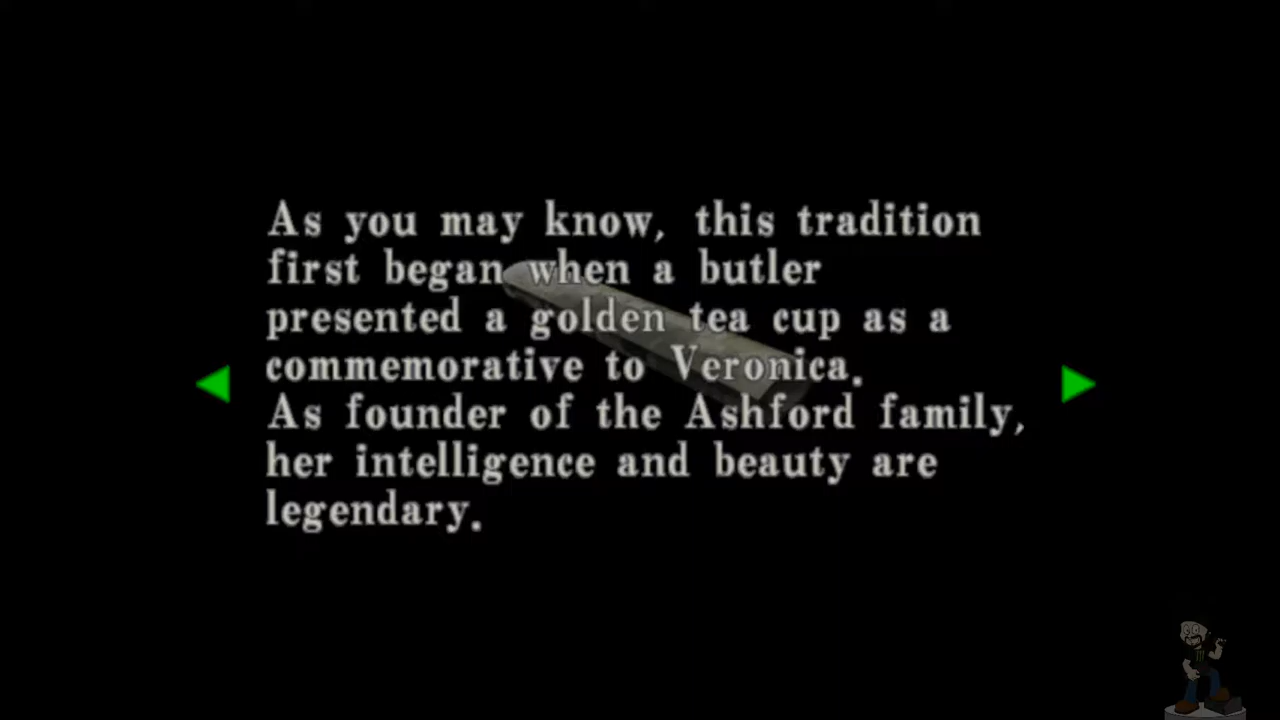 As you may know, this tradition
first began when a butler
presented a golden tea cup as a
commemorative to Veronica.
As founder of the Ashford family,
her intelligence and beauty are
legendary.